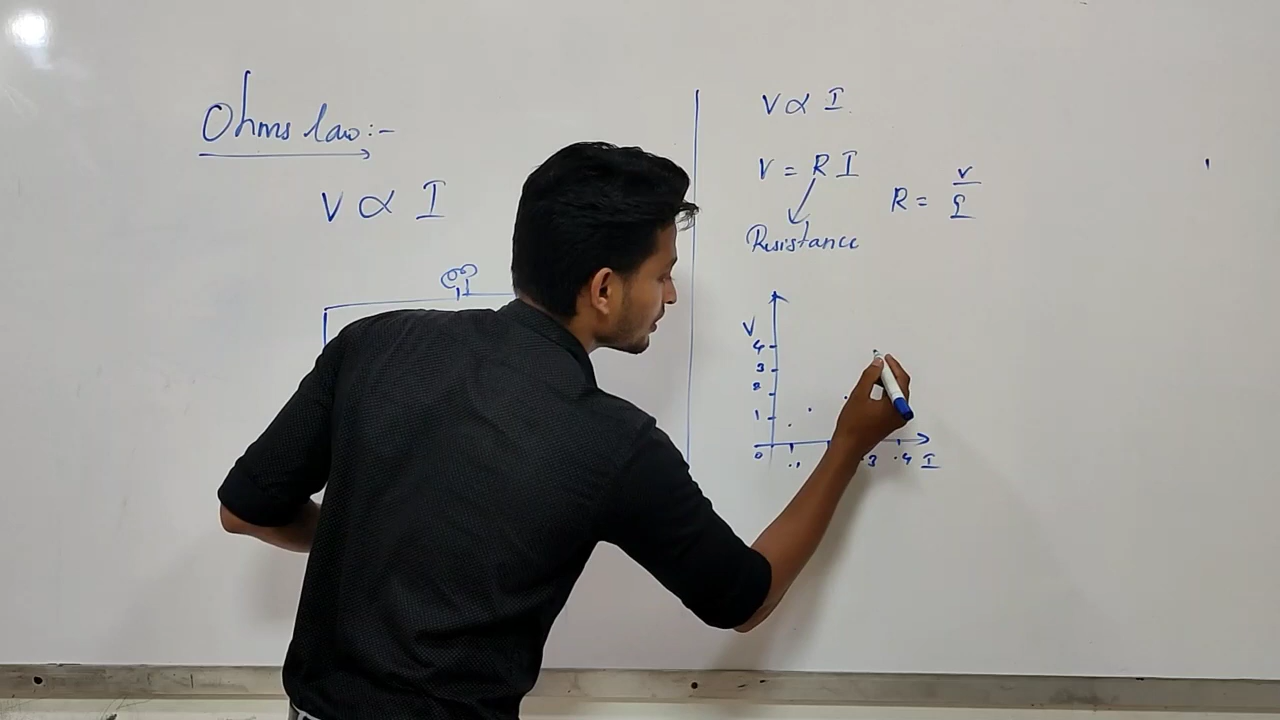 Ohms law:-
V ∝ I
V ∝ I
V = R I
R = V/I
Resistance
V
4
3
2
1
0
.1
.3
.4
I